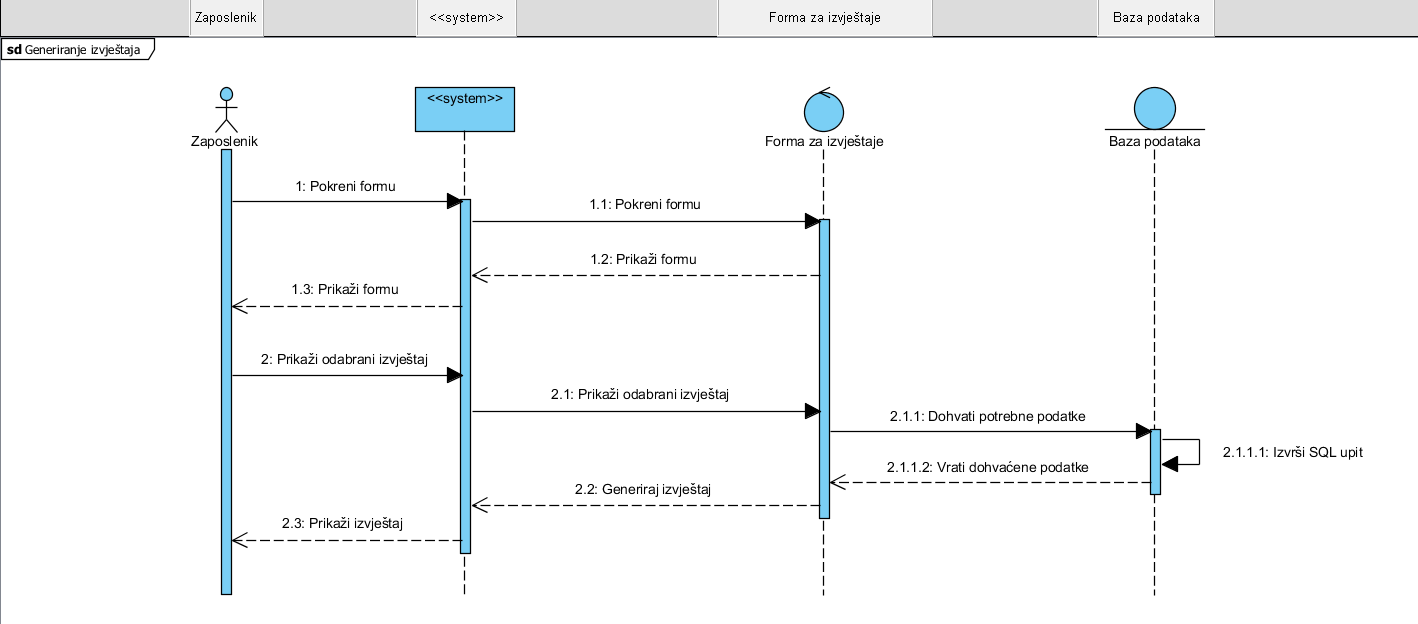 Zaposlenik
<<system>>
Forma za izvještaje
Baza podataka
sd Generiranje izvještaja
<<system>>
Zaposlenik
Forma za izvještaje
Baza podataka
1: Pokreni formu
1.1: Pokreni formu
1.2: Prikaži formu
1.3: Prikaži formu
2: Prikaži odabrani izvještaj
2.1: Prikaži odabrani izvještaj
2.1.1: Dohvati potrebne podatke
2.1.1.1: Izvrši SQL upit
2.1.1.2: Vrati dohvaćene podatke
2.2: Generiraj izvještaj
2.3: Prikaži izvještaj